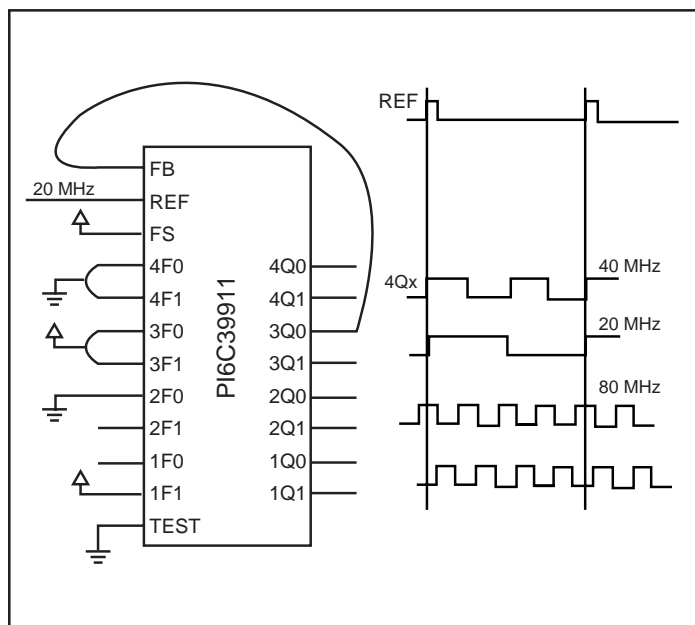 FB
20 MHz
REF
FS
4F0
4F1
3F0
3F1
2F0
2F1
1F0
1F1
TEST
PI6C39911
4Q0
4Q1
3Q0
3Q1
2Q0
2Q1
1Q0
1Q1
REF
4Qx
40 MHz
20 MHz
80 MHz